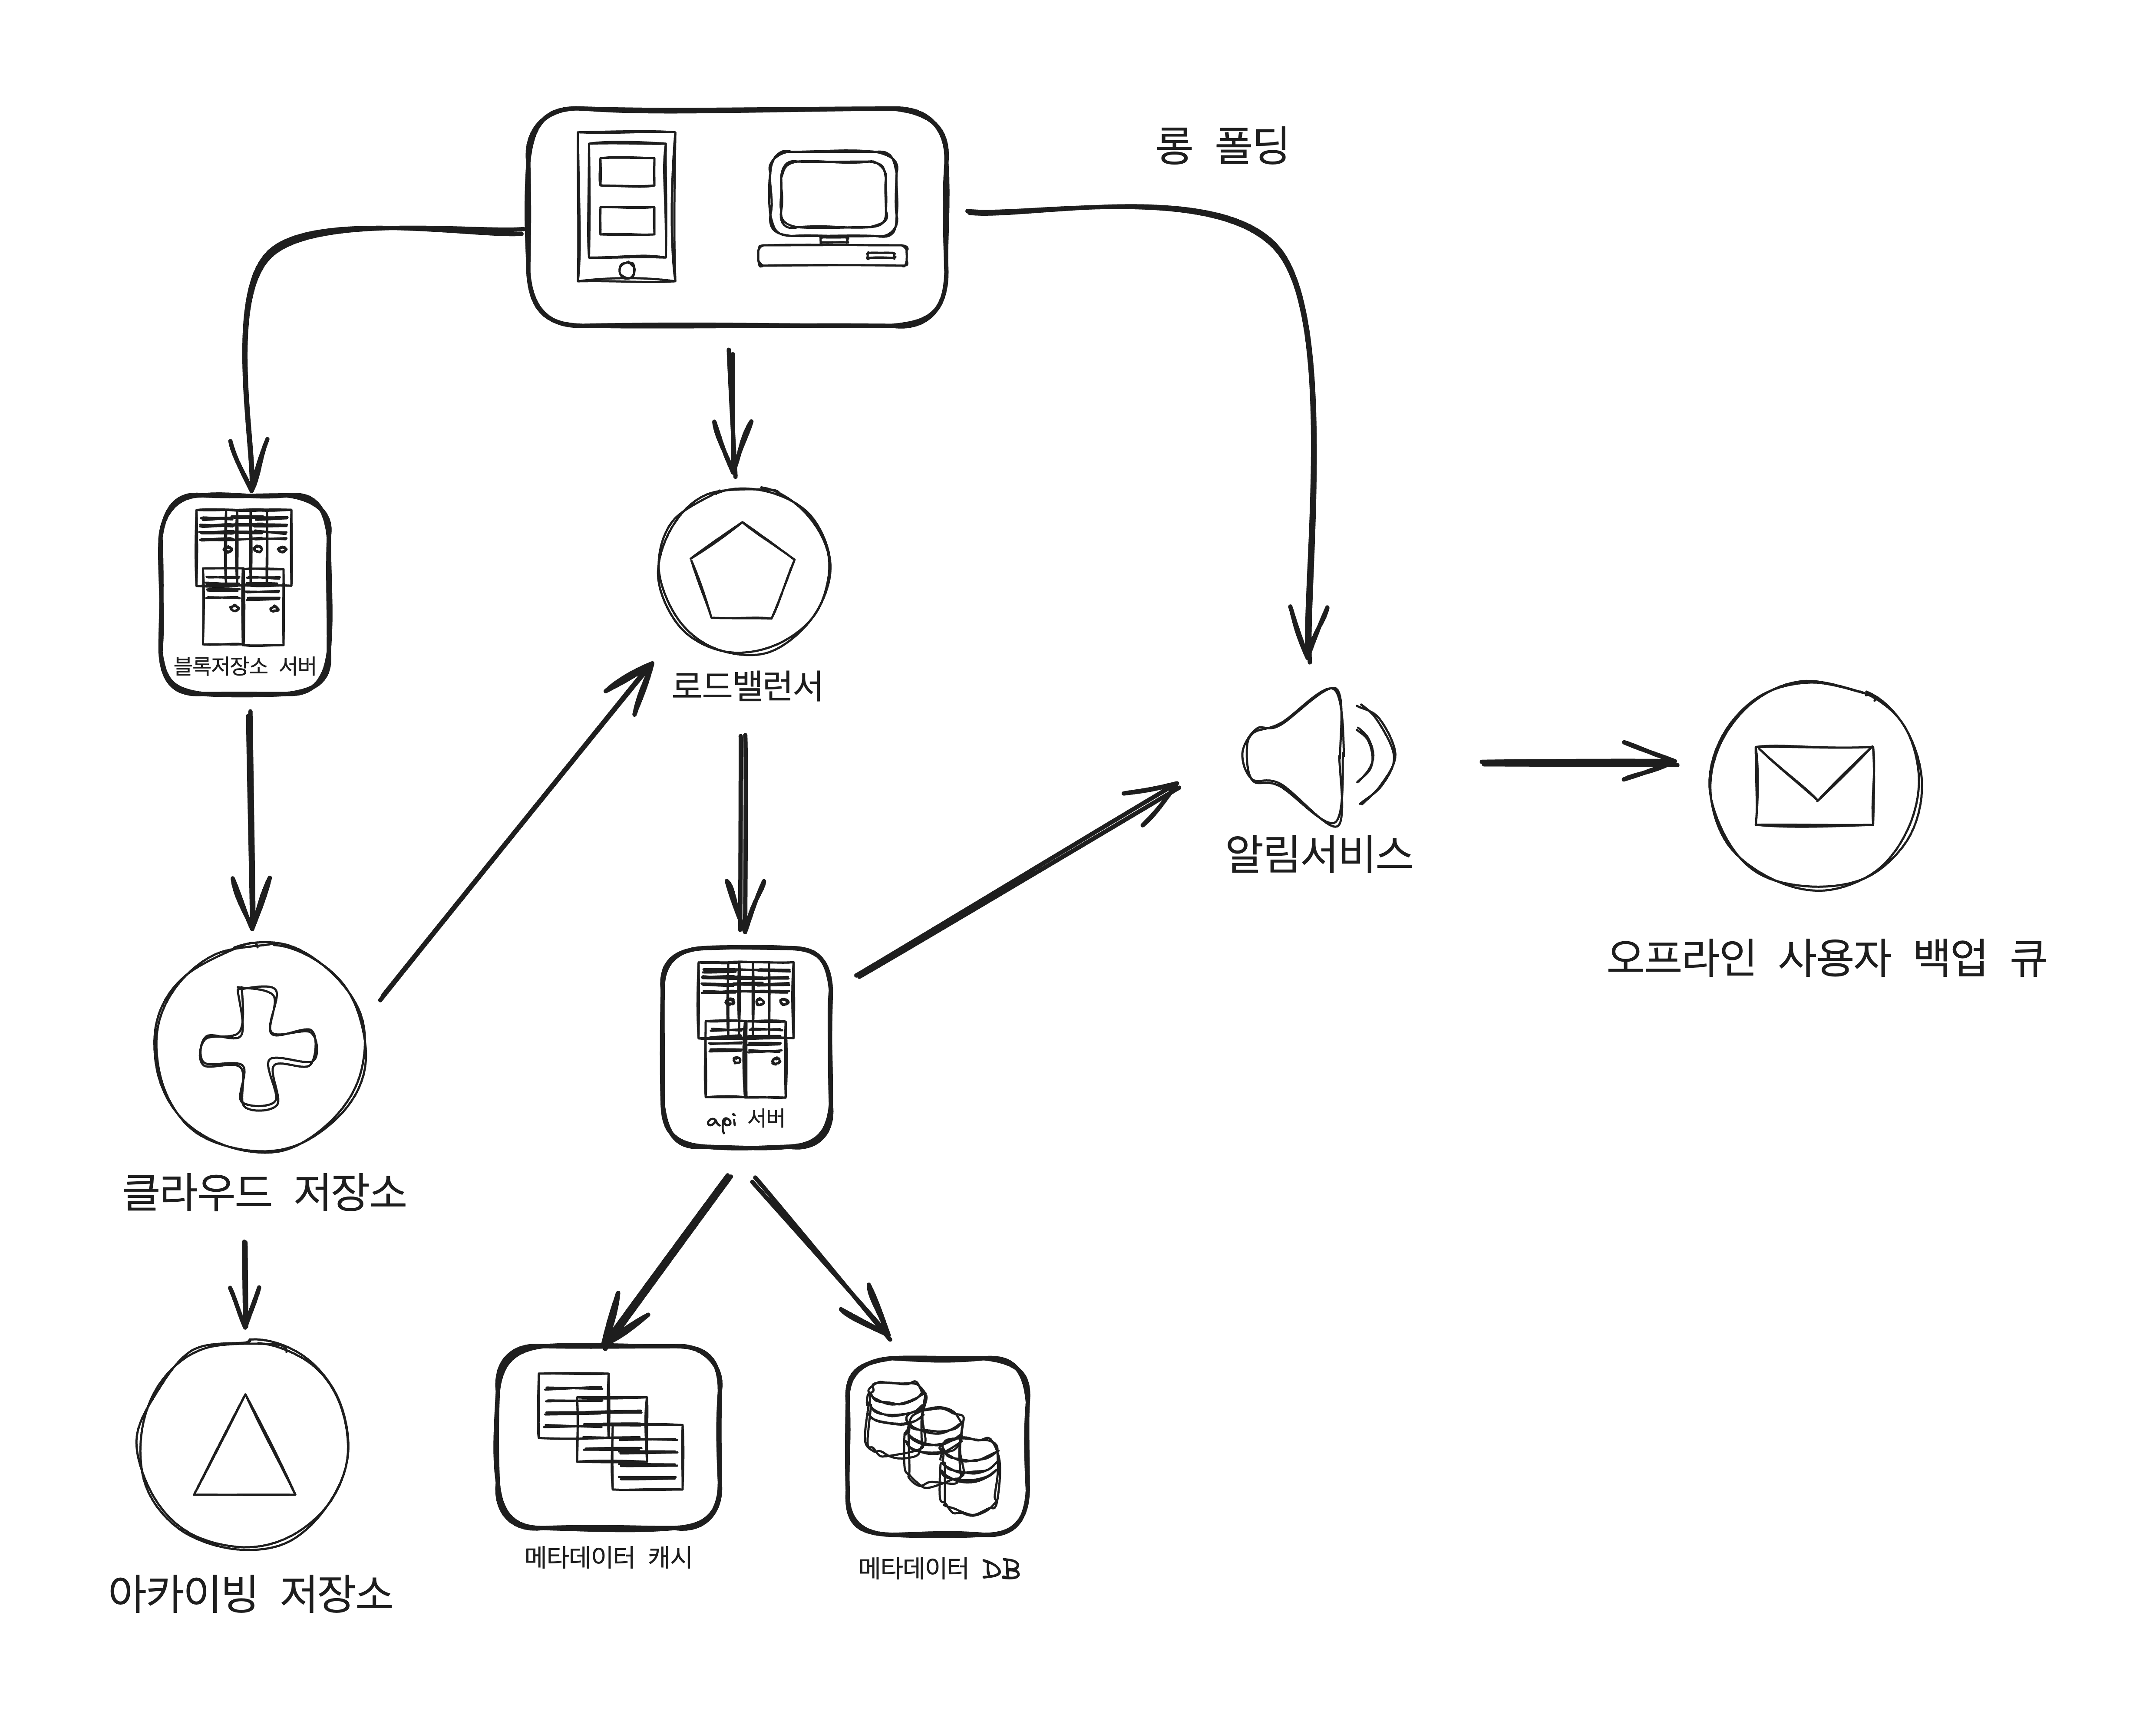 롱 폴딩
블록저장소 서버
로드밸런서
알림서비스
오프라인 사용자 백업 큐
api 서버
클라우드 저장소
메타데이터 캐시
메타데이터 DB
아카이빙 저장소